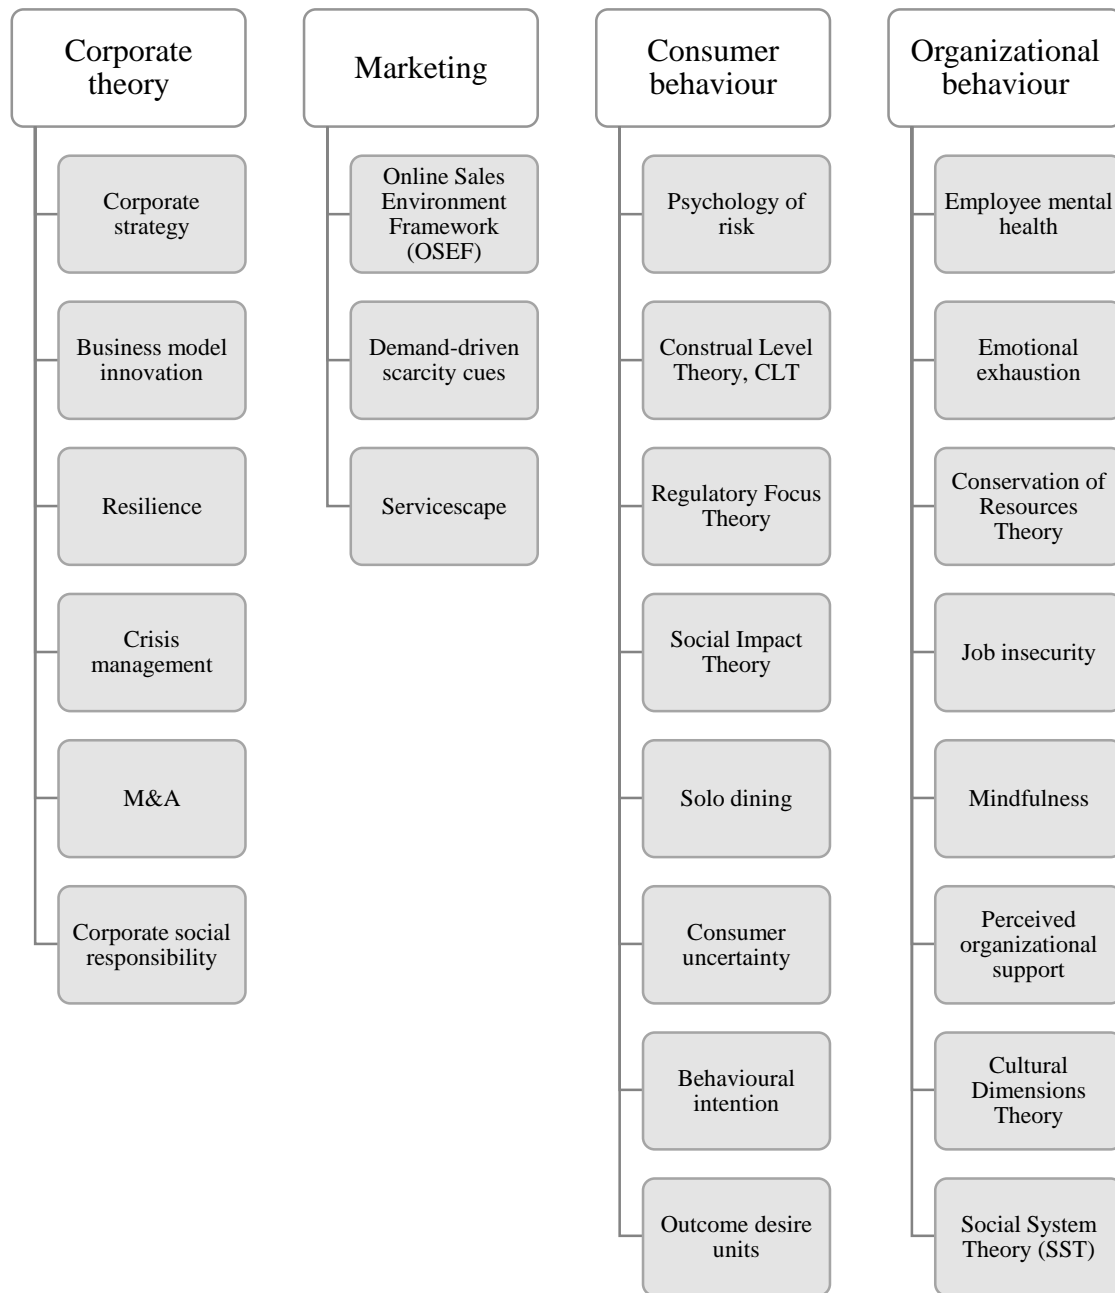 Corporate
theory
Corporate
strategy
Business model
innovation
Resilience
Crisis
management
M&A
Corporate social
responsibility
Marketing
Online Sales
Environment
Framework
(OSEF)
Demand-driven
scarcity cues
Servicescape
Consumer
behaviour
Psychology of
risk
Construal Level
Theory, CLT
Regulatory Focus
Theory
Social Impact
Theory
Solo dining
Consumer
uncertainty
Behavioural
intention
Outcome desire
units
Organizational
behaviour
Employee mental
health
Emotional
exhaustion
Conservation of
Resources
Theory
Job insecurity
Mindfulness
Perceived
organizational
support
Cultural
Dimensions
Theory
Social System
Theory (SST)